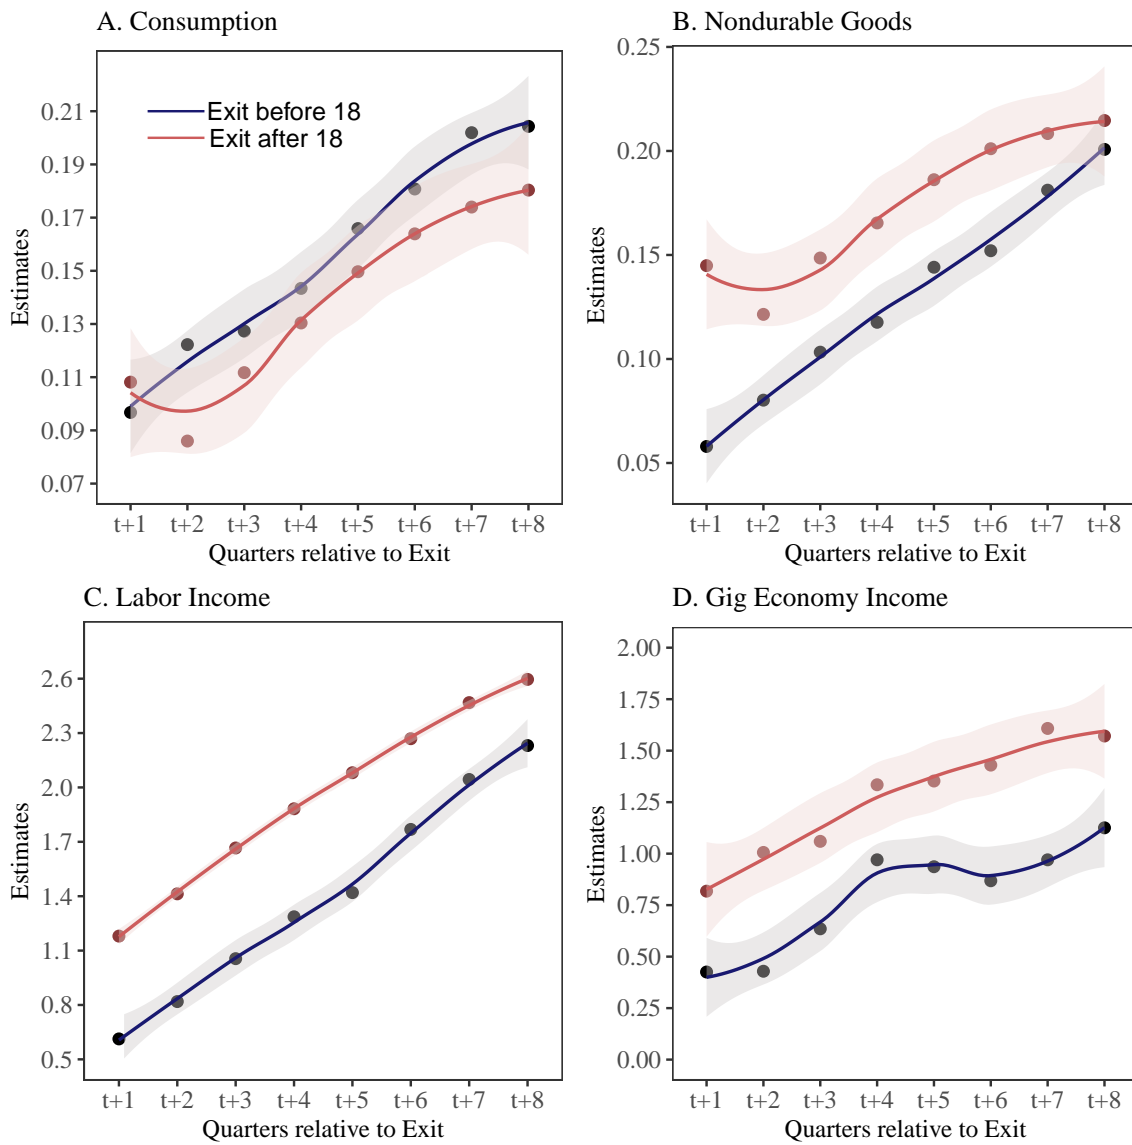 A. Consumption
Estimates
0.21
0.19
0.17
0.15
0.13
0.11
0.09
0.07
Exit before 18
Exit after 18
t+1 t+2 t+3 t+4 t+5 t+6 t+7 t+8
Quarters relative to Exit
B. Nondurable Goods
Estimates
0.25
0.20
0.15
0.10
0.05
t+1 t+2 t+3 t+4 t+5 t+6 t+7 t+8
Quarters relative to Exit
C. Labor Income
Estimates
2.6
2.3
2.0
1.7
1.4
1.1
0.8
0.5
t+1 t+2 t+3 t+4 t+5 t+6 t+7 t+8
Quarters relative to Exit
D. Gig Economy Income
Estimates
2.00
1.75
1.50
1.25
1.00
0.75
0.50
0.25
0.00
t+1 t+2 t+3 t+4 t+5 t+6 t+7 t+8
Quarters relative to Exit